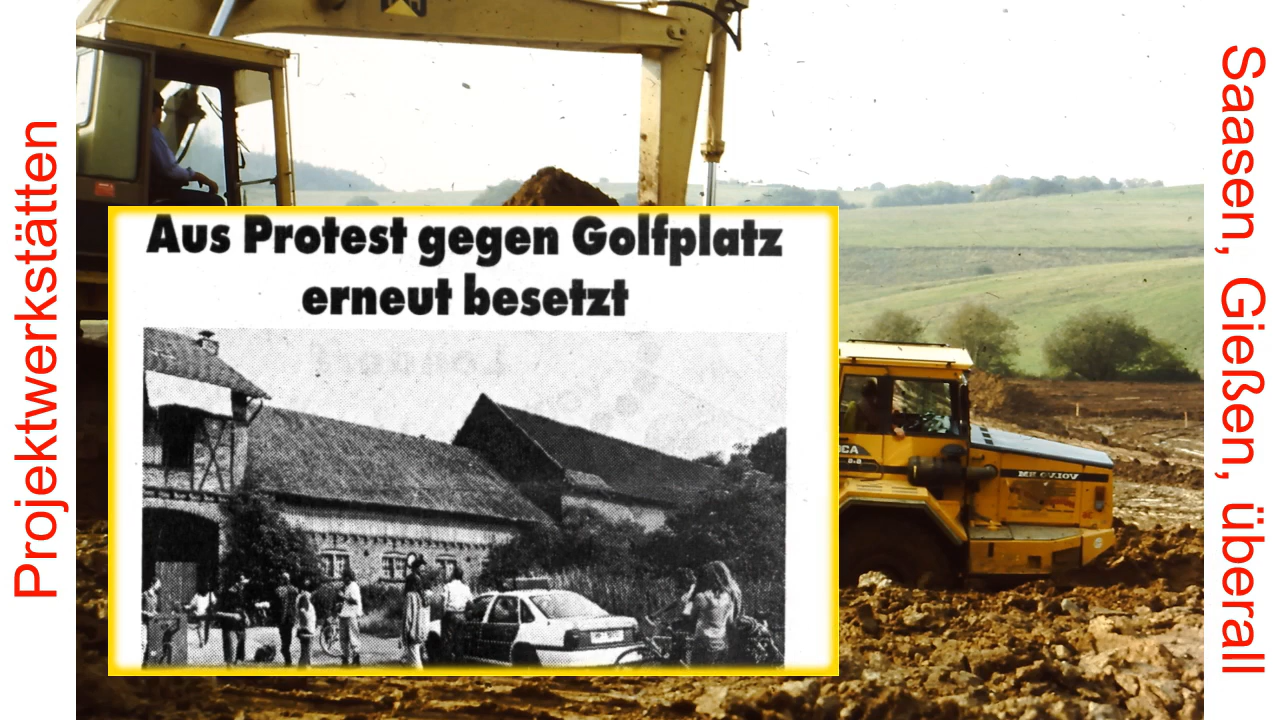 Projektwerkstätten
Aus Protest gegen Golfplatz
erneut besetzt
Saasen, Gießen, überall